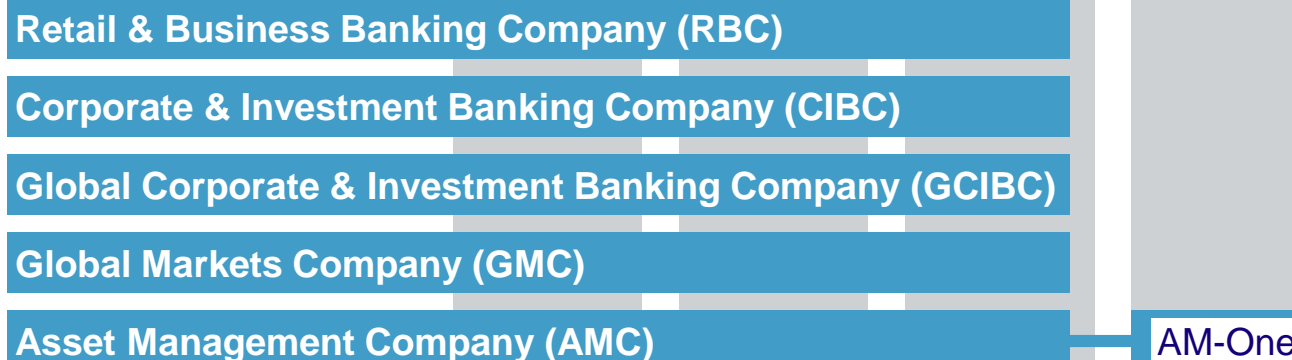 Retail & Business Banking Company (RBC)
Corporate & Investment Banking Company (CIBC)
Global Corporate & Investment Banking Company (GCIBC)
Global Markets Company (GMC)
Asset Management Company (AMC)
AM-One